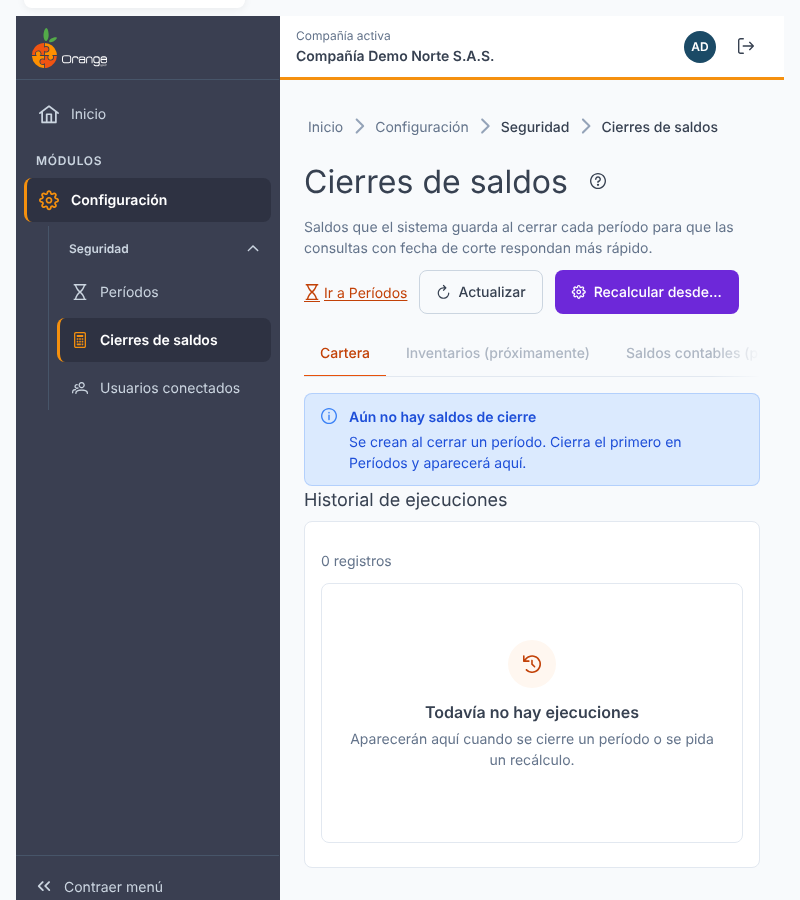 Orange
Inicio
MÓDULOS
Configuración
Seguridad
Períodos
Cierres de saldos
Usuarios conectados
Contraer menú
Compañía activa
Compañía Demo Norte S.A.S.
AD
Inicio Configuración Seguridad Cierres de saldos
Cierres de saldos
Saldos que el sistema guarda al cerrar cada período para que las
consultas con fecha de corte respondan más rápido.
Ir a Períodos Actualizar Recalcular desde...
Cartera Inventarios (próximamente) Saldos contables (p
Aún no hay saldos de cierre
Se crean al cerrar un período. Cierra el primero en
Períodos y aparecerá aquí.
Historial de ejecuciones
0 registros
Todavía no hay ejecuciones
Aparecerán aquí cuando se cierre un período o se pida
un recálculo.